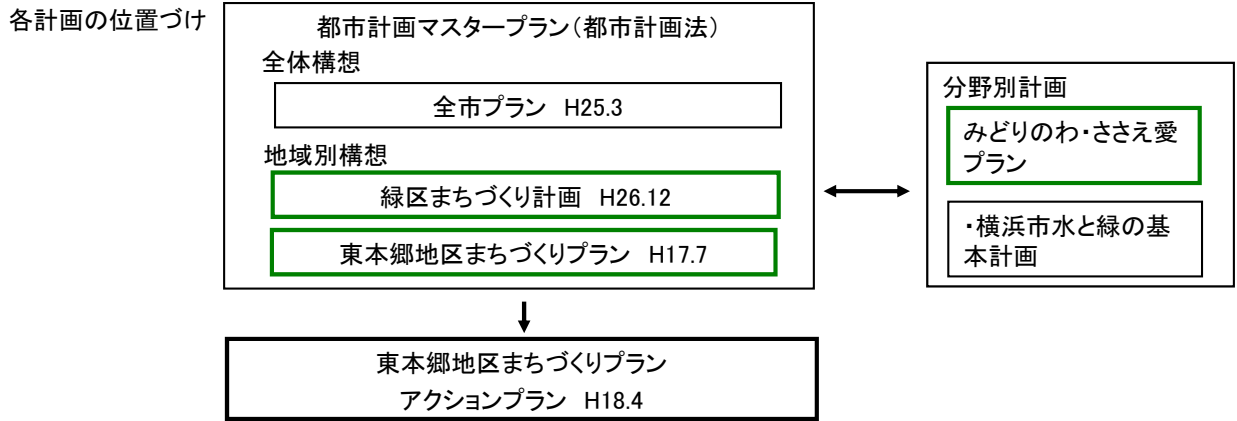 各計画の位置づけ
都市計画マスタープラン(都市計画法)
全体構想
全市プラン H25.3
地域別構想
緑区まちづくり計画 H26.12
東本郷地区まちづくりプラン H17.7
分野別計画
みどりのわ・ささえ愛
プラン
・横浜市水と緑の基
本計画
東本郷地区まちづくりプラン
アクションプラン H18.4